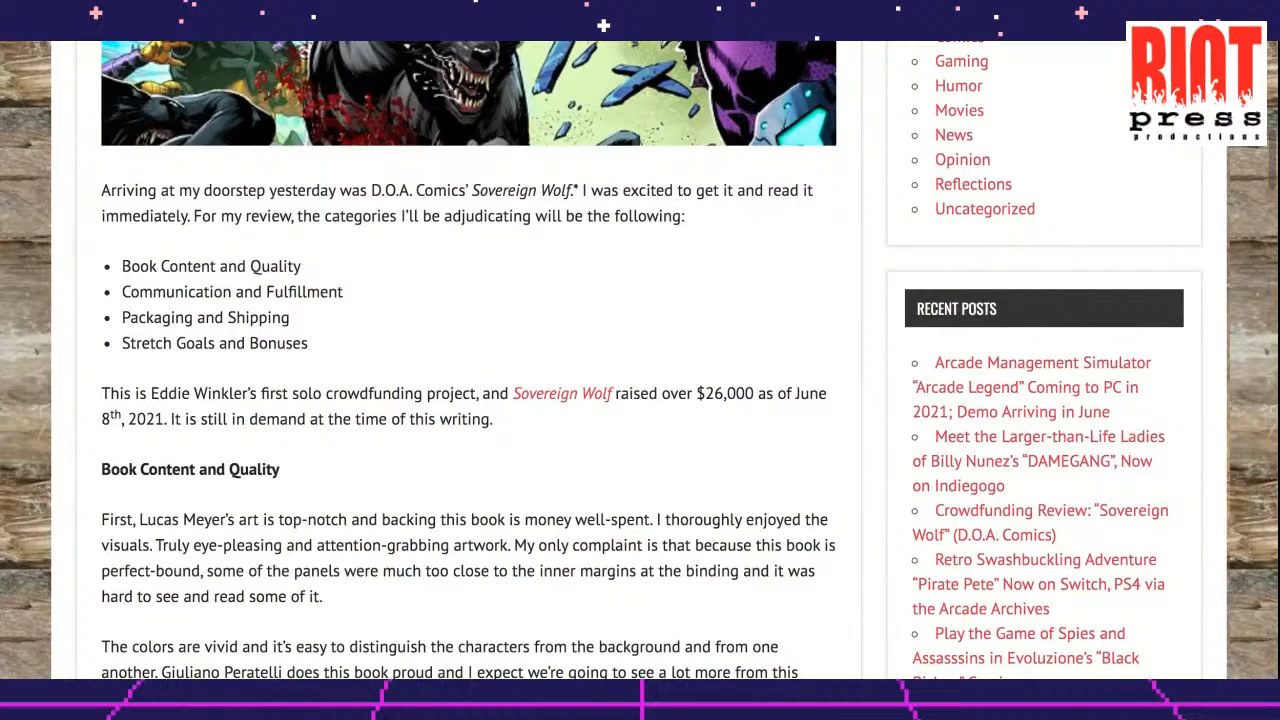 RIOT
press
productions
Gaming
Humor
Movies
News
Opinion
Reflections
Uncategorized
Arriving at my doorstep yesterday was D.O.A. Comics’ Sovereign Wolf.* I was excited to get it and read it
immediately. For my review, the categories I’ll be adjudicating will be the following:
• Book Content and Quality
• Communication and Fulfillment
• Packaging and Shipping
• Stretch Goals and Bonuses
This is Eddie Winkler’s first solo crowdfunding project, and Sovereign Wolf raised over $26,000 as of June
8th, 2021. It is still in demand at the time of this writing.
Book Content and Quality
First, Lucas Meyer’s art is top-notch and backing this book is money well-spent. I thoroughly enjoyed the
visuals. Truly eye-pleasing and attention-grabbing artwork. My only complaint is that because this book is
perfect-bound, some of the panels were much too close to the inner margins at the binding and it was
hard to see and read some of it.
The colors are vivid and it’s easy to distinguish the characters from the background and from one
another. Giuliano Peratelli does this book proud and I expect we’re going to see a lot more from this
RECENT POSTS
Arcade Management Simulator
“Arcade Legend” Coming to PC in
2021; Demo Arriving in June
Meet the Larger-than-Life Ladies
of Billy Nunez’s “DAMEGANG”, Now
on Indiegogo
Crowdfunding Review: “Sovereign
Wolf” (D.O.A. Comics)
Retro Swashbuckling Adventure
“Pirate Pete” Now on Switch, PS4 via
the Arcade Archives
Play the Game of Spies and
Assasssins in Evoluzione’s “Black